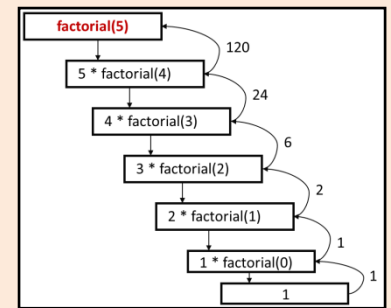 factorial(5)
120
5 * factorial(4)
24
4 * factorial(3)
6
3 * factorial(2)
2
2 * factorial(1)
1
1 * factorial(0)
1
1